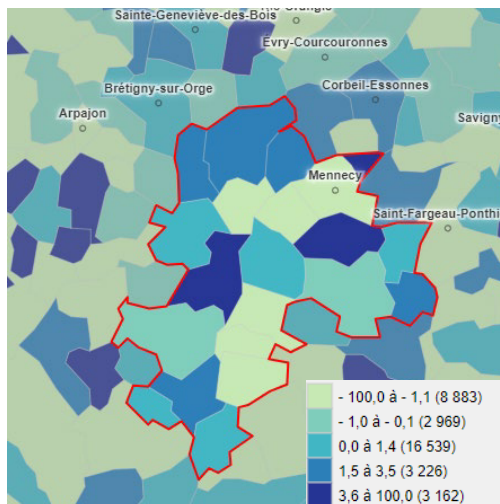 Sainte-Geneviève-des-Bois
Évry-Courcouronnes
Brétigny-sur-Orge
Corbeil-Essonnes
Arpajon
Savigny
Mennecy
Saint-Fargeau-Ponthi
- 100,0 à - 1,1 (8 883)
- 1,0 à - 0,1 (2 969)
0,0 à 1,4 (16 539)
1,5 à 3,5 (3 226)
3,6 à 100,0 (3 162)